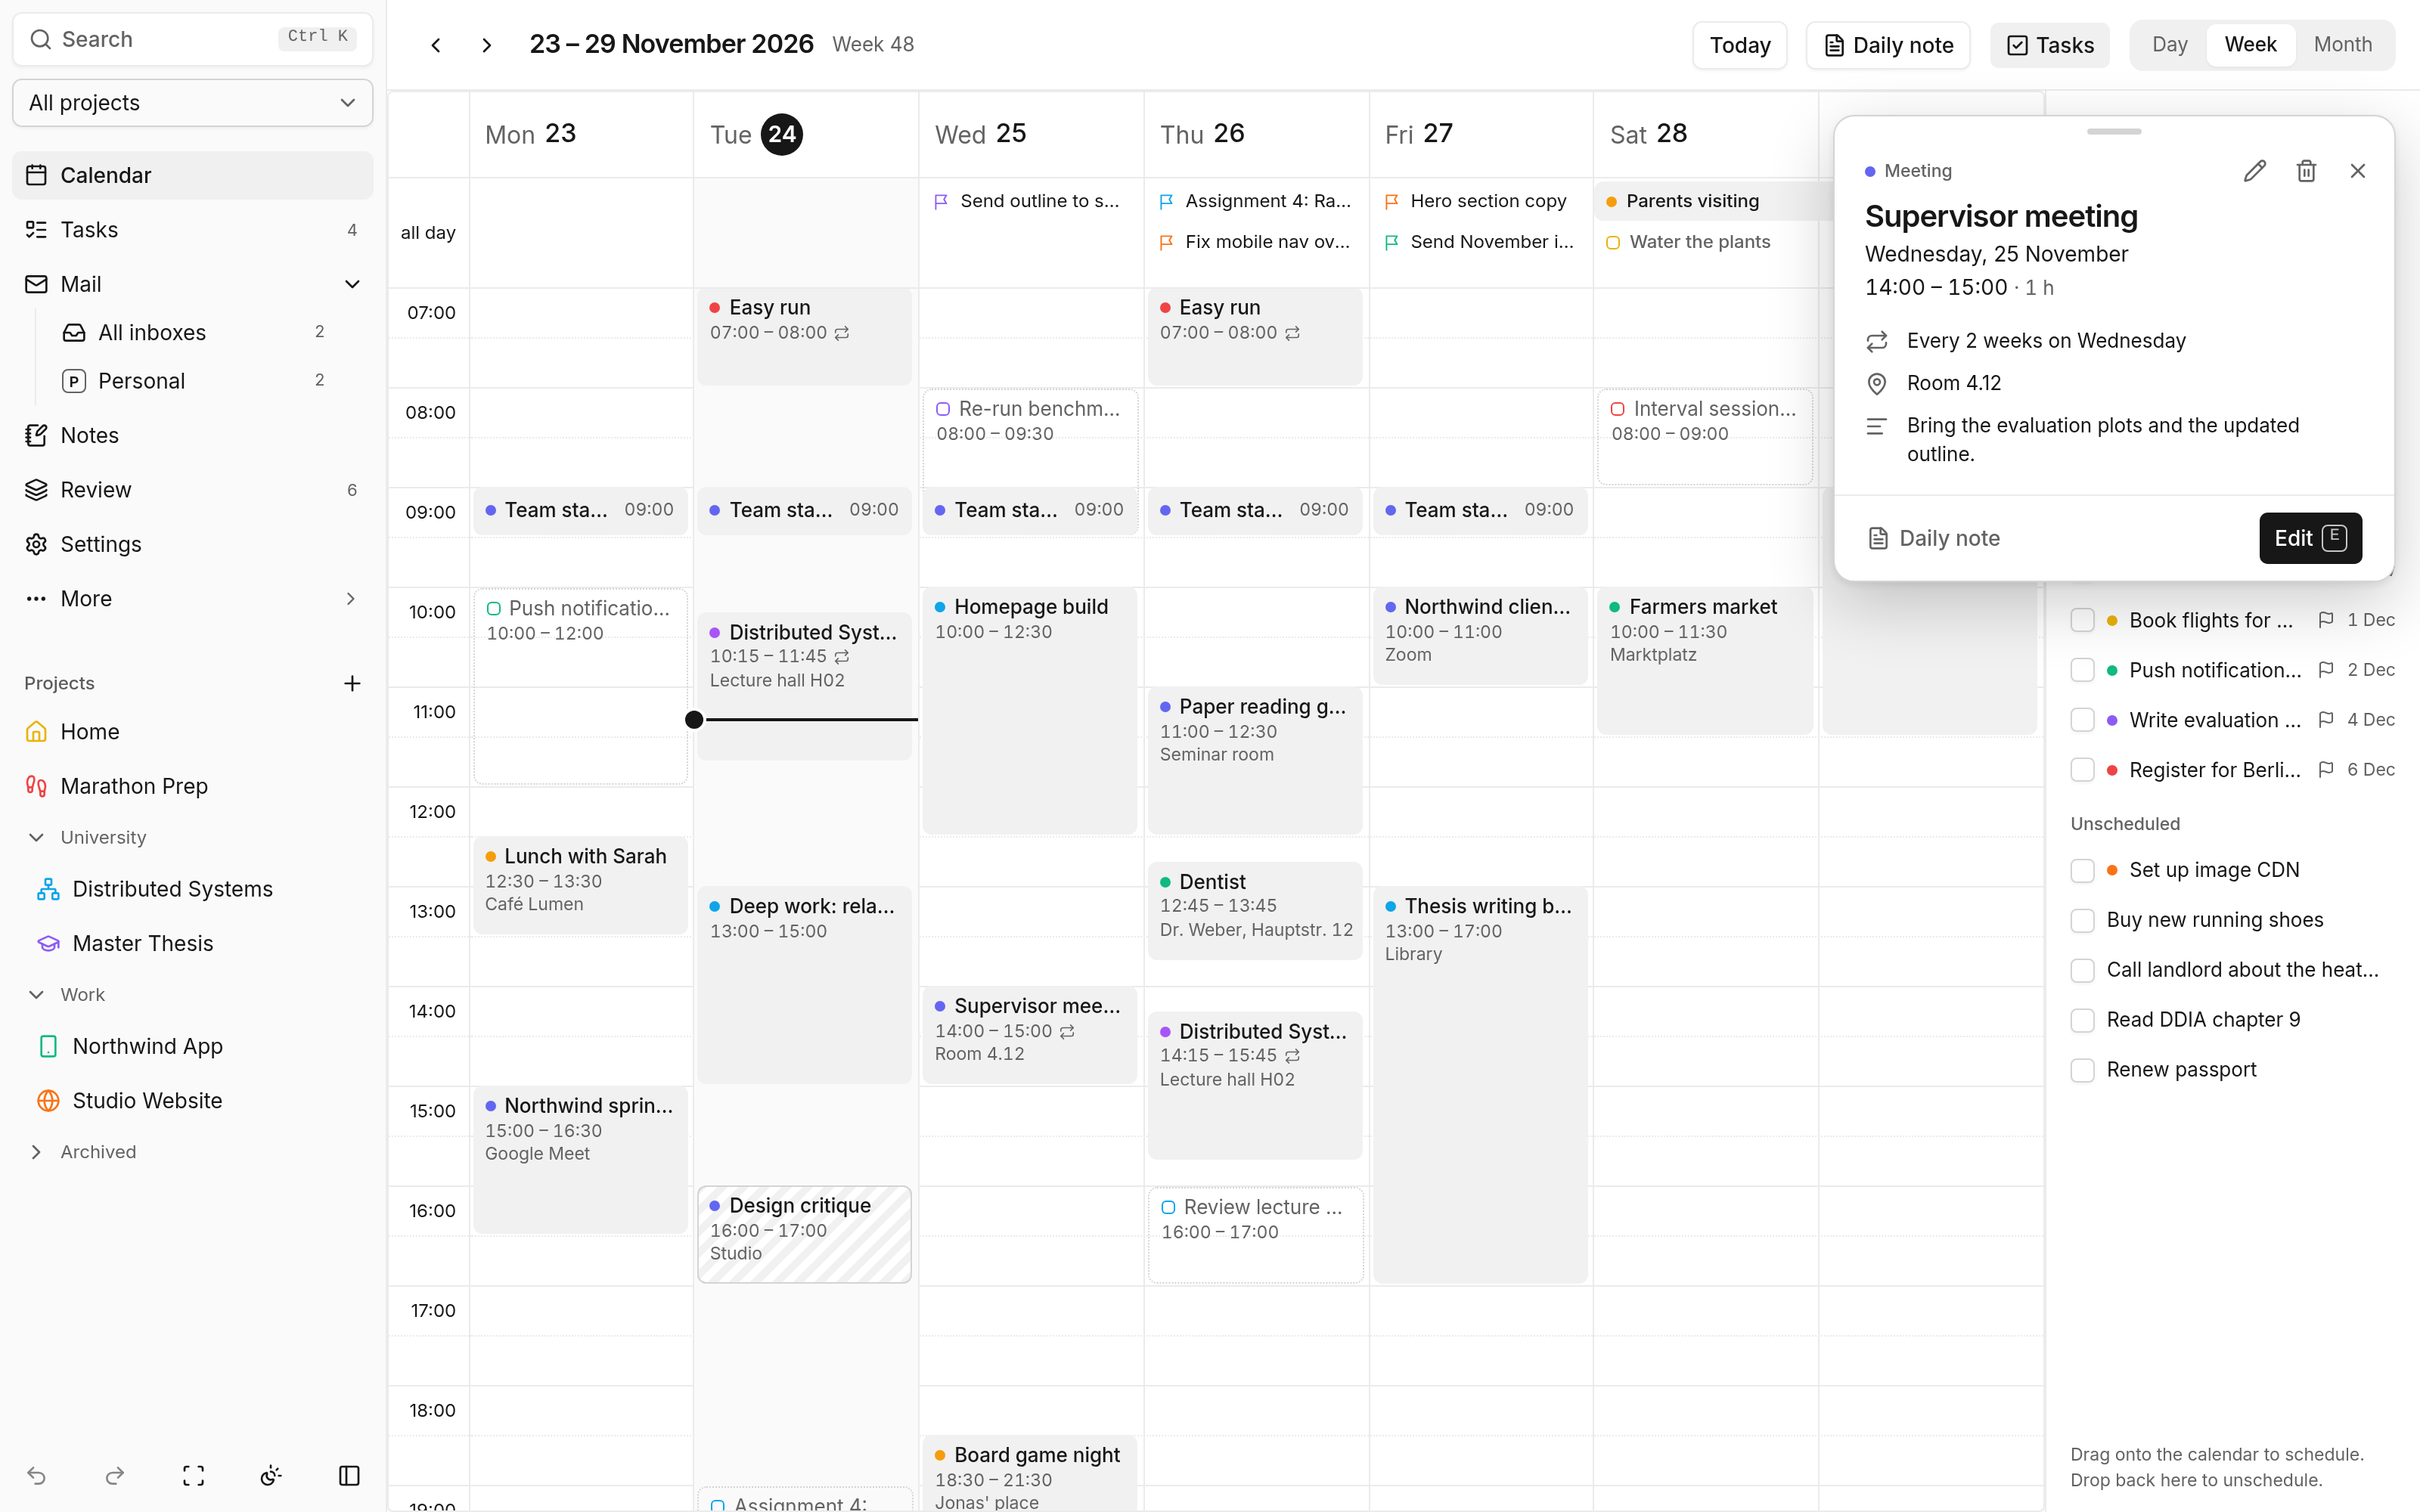 Search Ctrl K
All projects
Calendar
Tasks 4
Mail
All inboxes 2
P Personal 2
Notes
Review 6
Settings
More
Projects
Home
Marathon Prep
University
Distributed Systems
Master Thesis
Work
Northwind App
Studio Website
Archived
23 – 29 November 2026 Week 48
Today Daily note Tasks Day Week Month
Mon 23 Tue 24 Wed 25 Thu 26 Fri 27 Sat 28
all day
Send outline to s...
Assignment 4: Ra...
Fix mobile nav ov...
Hero section copy
Send November i...
Parents visiting
Water the plants
07:00
08:00
09:00
10:00
11:00
12:00
13:00
14:00
15:00
16:00
17:00
18:00
19:00
Team sta... 09:00
Push notificatio...
10:00 – 12:00
Lunch with Sarah
12:30 – 13:30
Café Lumen
Northwind sprin...
15:00 – 16:30
Google Meet
Easy run
07:00 – 08:00
Team sta... 09:00
Distributed Syst...
10:15 – 11:45
Lecture hall H02
Deep work: rela...
13:00 – 15:00
Design critique
16:00 – 17:00
Studio
Assignment 4:
Re-run benchm...
08:00 – 09:30
Team sta... 09:00
Homepage build
10:00 – 12:30
Supervisor mee...
14:00 – 15:00
Room 4.12
Board game night
18:30 – 21:30
Jonas' place
Easy run
07:00 – 08:00
Team sta... 09:00
Paper reading g...
11:00 – 12:30
Seminar room
Dentist
12:45 – 13:45
Dr. Weber, Hauptstr. 12
Distributed Syst...
14:15 – 15:45
Lecture hall H02
Review lecture ...
16:00 – 17:00
Team sta... 09:00
Northwind clien...
10:00 – 11:00
Zoom
Thesis writing b...
13:00 – 17:00
Library
Interval session...
08:00 – 09:00
Farmers market
10:00 – 11:30
Marktplatz
Meeting
Supervisor meeting
Wednesday, 25 November
14:00 – 15:00 · 1 h
Every 2 weeks on Wednesday
Room 4.12
Bring the evaluation plots and the updated
outline.
Daily note Edit E
Book flights for ... 1 Dec
Push notification... 2 Dec
Write evaluation ... 4 Dec
Register for Berli... 6 Dec
Unscheduled
Set up image CDN
Buy new running shoes
Call landlord about the heat...
Read DDIA chapter 9
Renew passport
Drag onto the calendar to schedule.
Drop back here to unschedule.